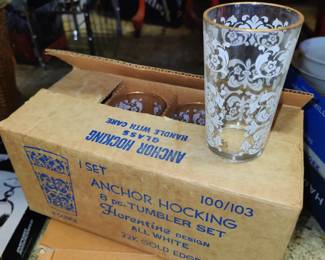 ANCHOR HOCKING
GLASS
HANDLE WITH CARE
1 SET
100/103
ANCHOR HOCKING
8 pc. TUMBLER SET
Florentine DESIGN
ALL WHITE
22K GOLD EDGE